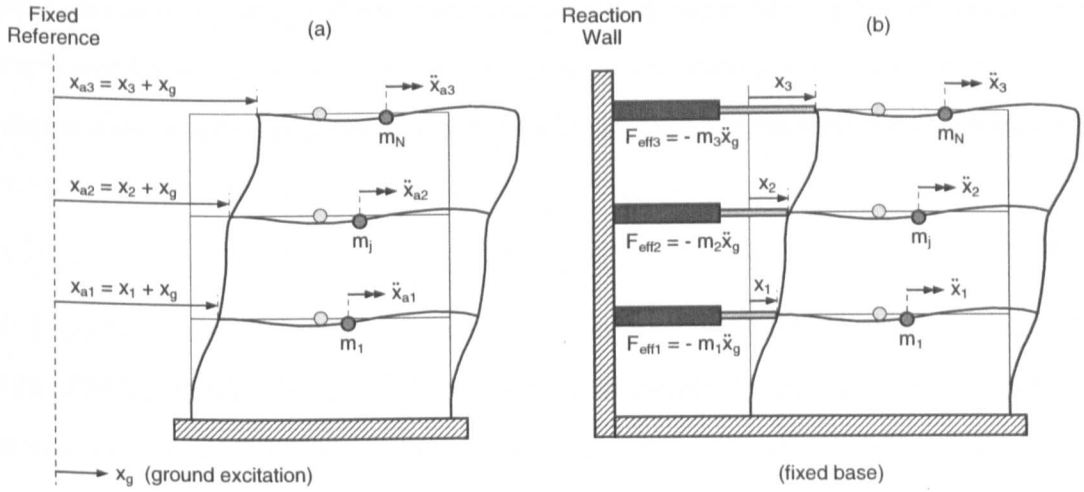 Fixed
Reference
(a)
x_a3 = x_3 + x_g
ẍ_a3
m_N
x_a2 = x_2 + x_g
ẍ_a2
m_j
x_a1 = x_1 + x_g
ẍ_a1
m_1
x_g (ground excitation)
Reaction
Wall
(b)
x_3
ẍ_3
F_eff3 = - m_3ẍ_g
m_N
x_2
ẍ_2
F_eff2 = - m_2ẍ_g
m_j
x_1
ẍ_1
F_eff1 = - m_1ẍ_g
m_1
(fixed base)